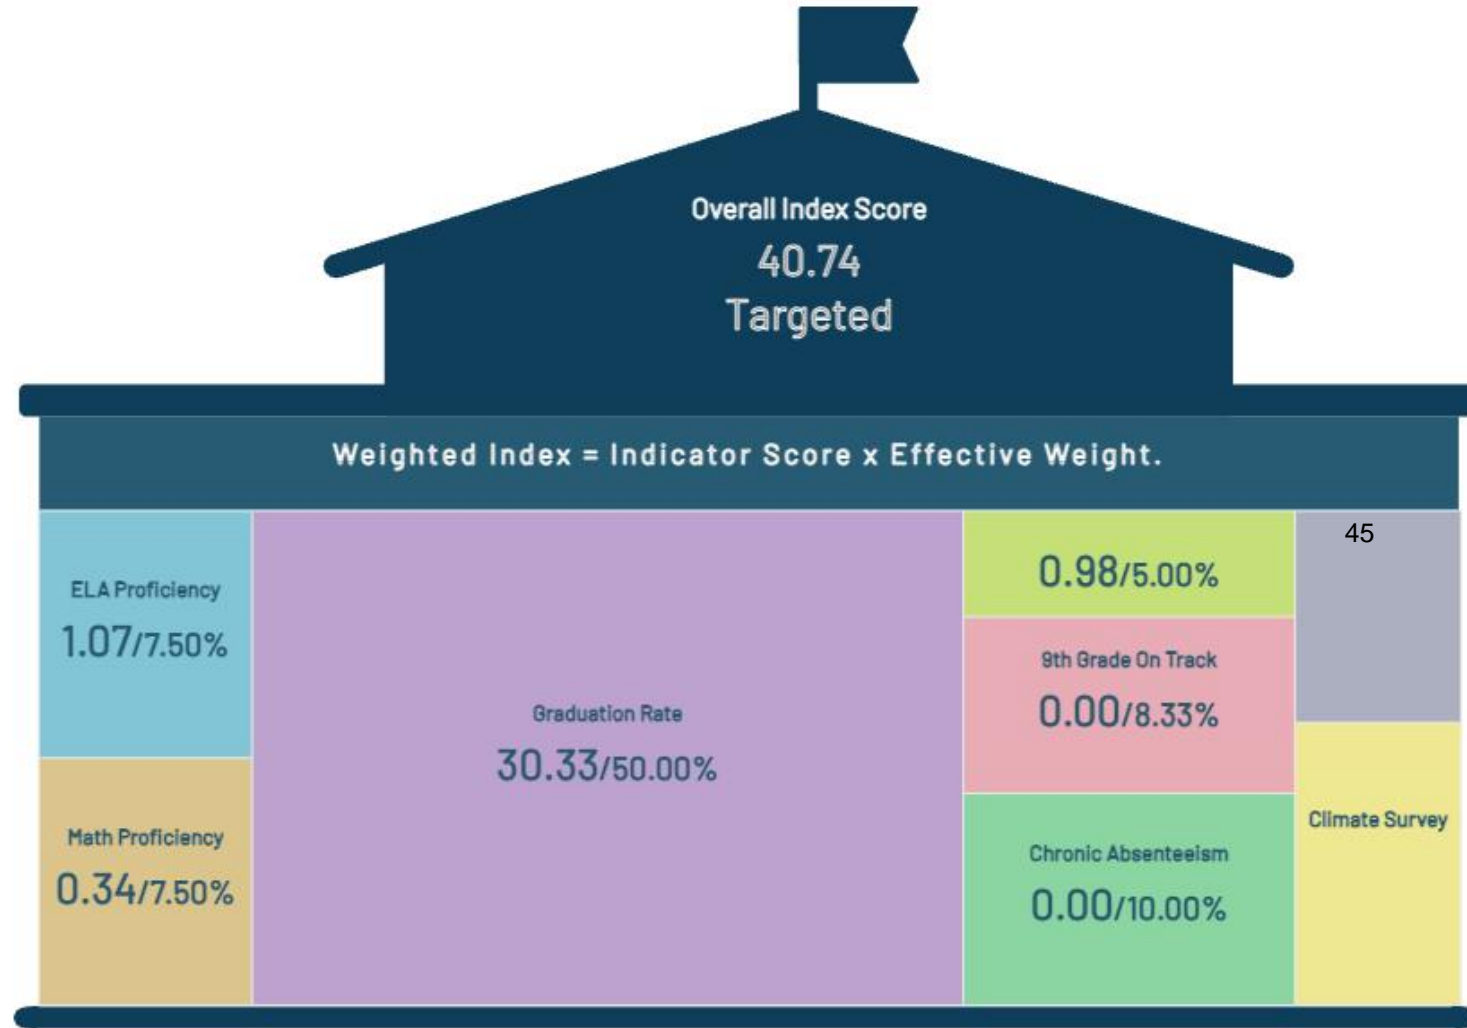 Overall Index Score
40.74
Targeted
Weighted Index = Indicator Score x Effective Weight.
ELA Proficiency
1.07/7.50%
Math Proficiency
0.34/7.50%
Graduation Rate
30.33/50.00%
0.98/5.00%
9th Grade On Track
0.00/8.33%
Chronic Absenteeism
0.00/10.00%
45
Climate Survey